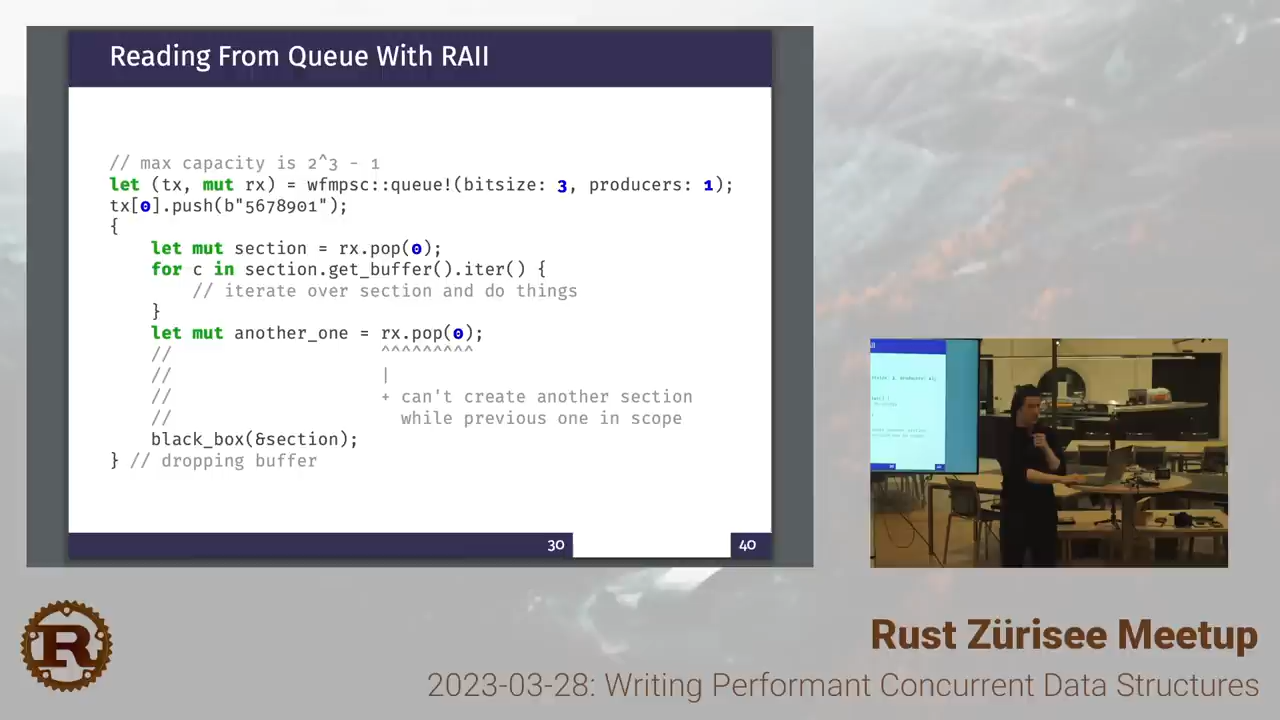 Reading From Queue With RAII
// max capacity is 2^3 - 1
let (tx, mut rx) = wfmpsc::queue!(bitsize: 3, producers: 1);
tx[0].push(b"5678901");
{
let mut section = rx.pop(0);
for c in section.get_buffer().iter() {
// iterate over section and do things
}
let mut another_one = rx.pop(0);
// ^^^^^^^^^
// |
// + can't create another section
// while previous one in scope
black_box(&section);
} // dropping buffer
30
40
R
Rust Zürisee Meetup
2023-03-28: Writing Performant Concurrent Data Structures